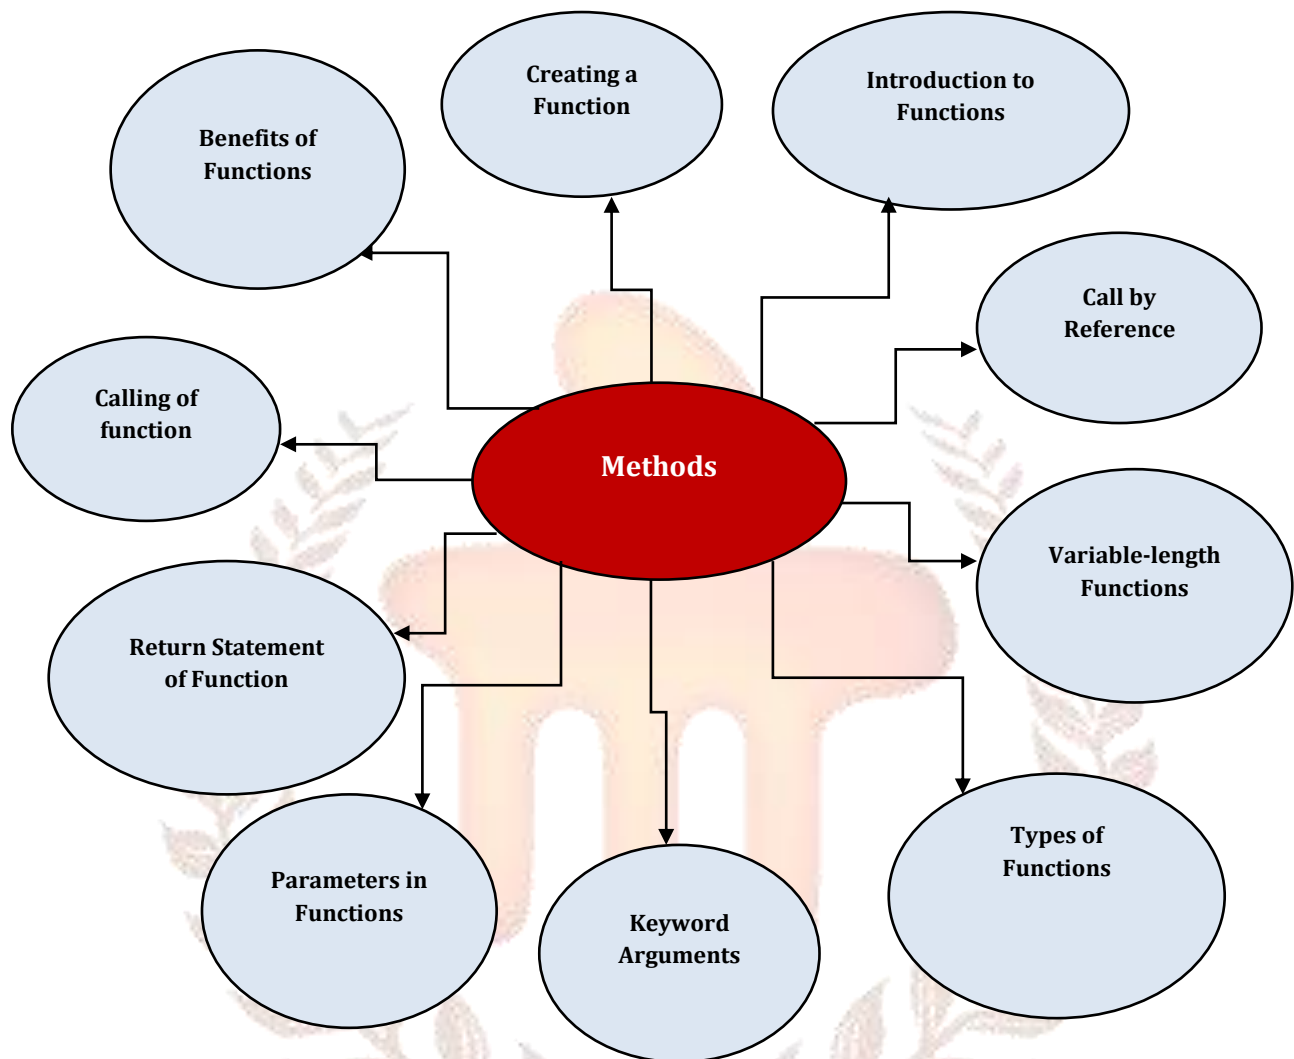 Creating a
Function
Introduction to
Functions
Benefits of
Functions
Call by
Reference
Calling of
function
Methods
Variable-length
Functions
Return Statement
of Function
Types of
Functions
Parameters in
Functions
Keyword
Arguments